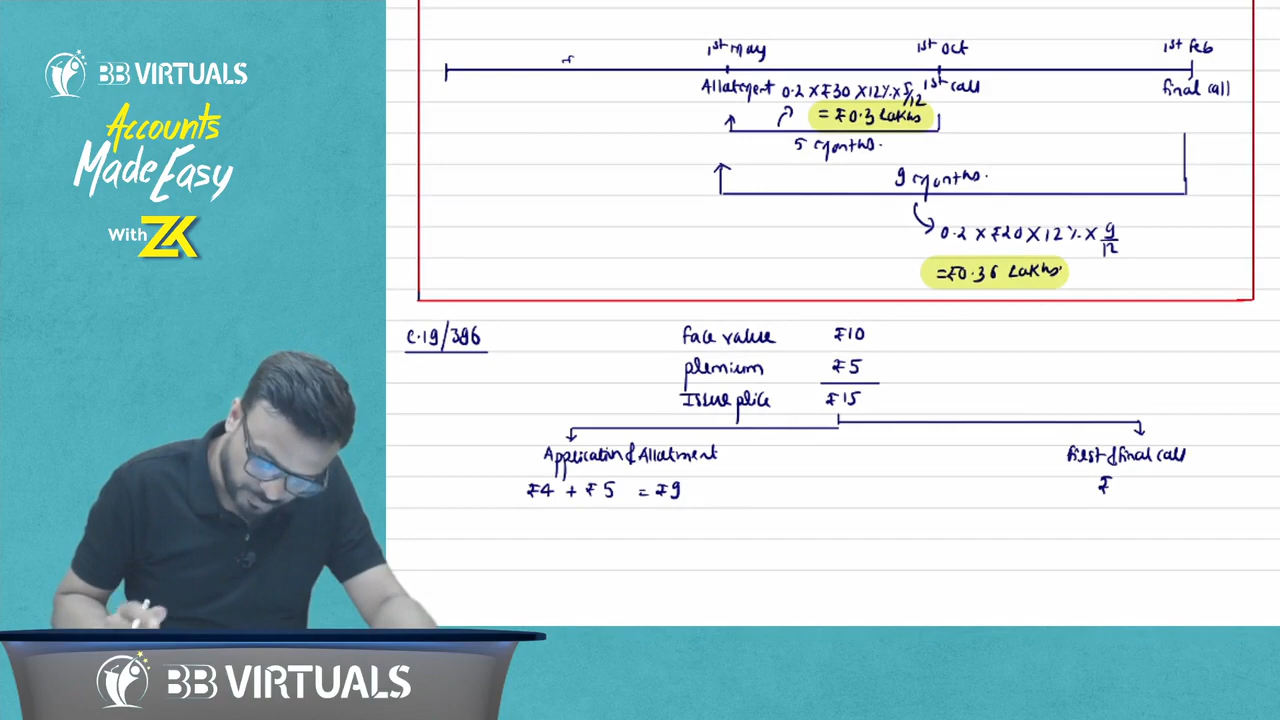 BB VIRTUALS
Accounts
Made Easy
With ZK
1st May 1st Oct 1st Feb
Allotment 1st call final call
0.2 x ₹30 x 12% x 5/12
= ₹0.3 Lakhs
5 months.
9 months.
0.2 x ₹20 x 12% x 9/12
= ₹0.36 Lakhs
C.19/396
Face value ₹10
premium ₹5
Issue price ₹15
Application & Allotment First & final call
₹4 + ₹5 = ₹9 ₹
BB VIRTUALS